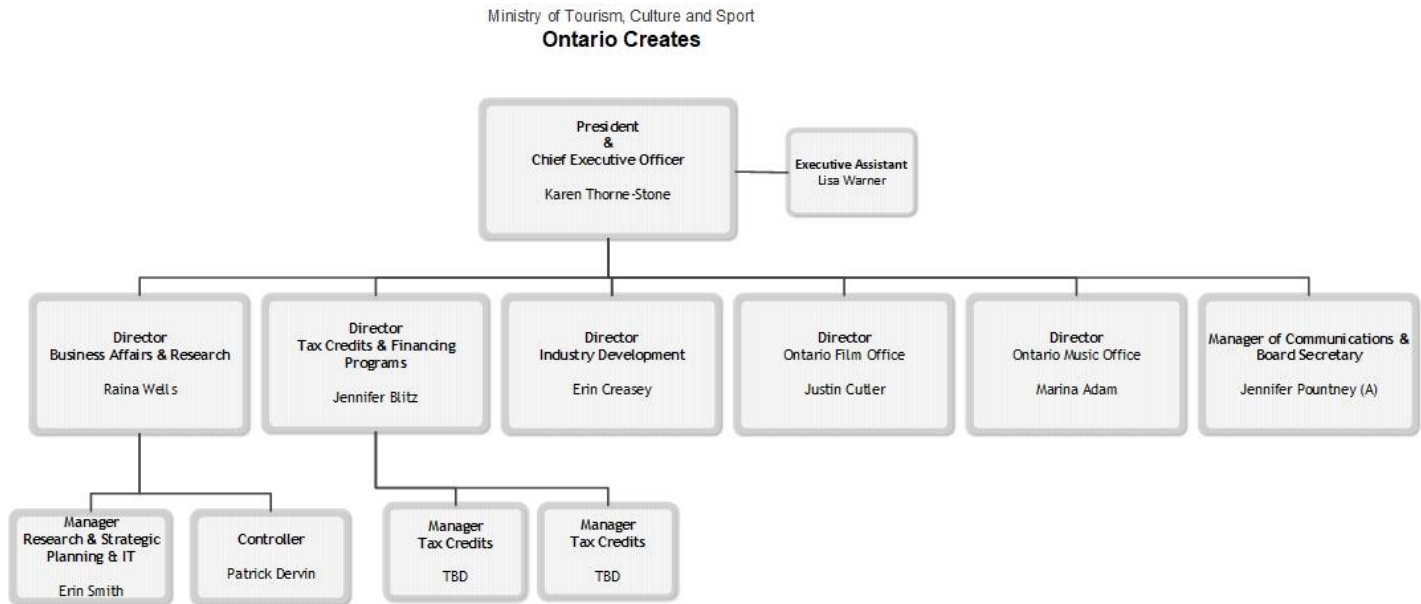 Ministry of Tourism, Culture and Sport
Ontario Creates
President
&
Chief Executive Officer
Karen Thorne-Stone
Executive Assistant
Lisa Warner
Director
Business Affairs & Research
Raina Wells
Director
Tax Credits & Financing
Programs
Jennifer Blitz
Director
Industry Development
Erin Creasey
Director
Ontario Film Office
Justin Cutler
Director
Ontario Music Office
Marina Adam
Manager of Communications &
Board Secretary
Jennifer Pountney (A)
Manager
Research & Strategic
Planning & IT
Erin Smith
Controller
Patrick Dervin
Manager
Tax Credits
TBD
Manager
Tax Credits
TBD